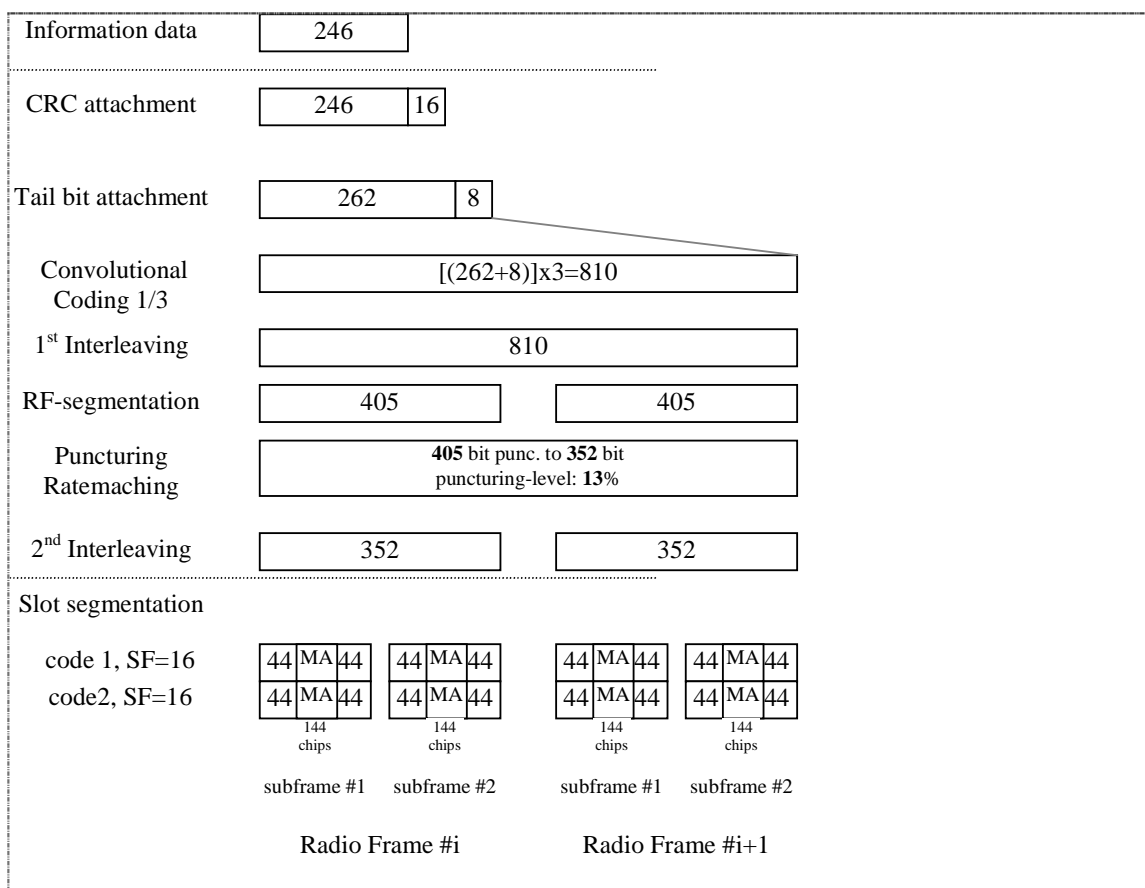 Information data 246
CRC attachment 246 16
Tail bit attachment 262 8
Convolutional
Coding 1/3
[(262+8)]x3=810
1st Interleaving 810
RF-segmentation 405 405
Puncturing
Ratemaching
405 bit punc. to 352 bit
puncturing-level: 13%
2nd Interleaving 352 352
Slot segmentation
code 1, SF=16 44 MA 44 44 MA 44 44 MA 44 44 MA 44
code2, SF=16 44 MA 44 44 MA 44 44 MA 44 44 MA 44
144 144 144 144
chips chips chips chips
subframe #1 subframe #2 subframe #1 subframe #2
Radio Frame #i Radio Frame #i+1